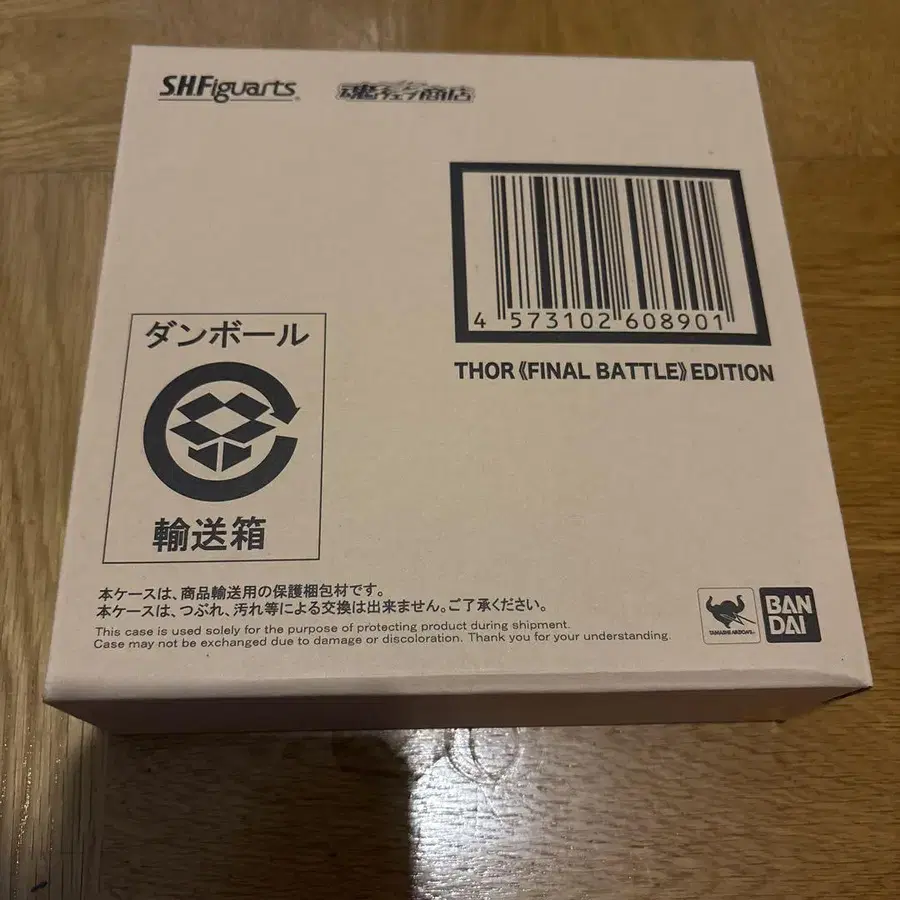 S.H.Figuarts
魂ウェブ商店
4 573102 608901
THOR《FINAL BATTLE》EDITION
ダンボール
輸送箱
本ケースは、商品輸送用の保護梱包材です。
本ケースは、つぶれ、汚れ等による交換は出来ません。ご了承ください。
This case is used solely for the purpose of protecting product during shipment.
Case may not be exchanged due to damage or discoloration. Thank you for your understanding.
TAMASHII NATIONS
BAN
DAI